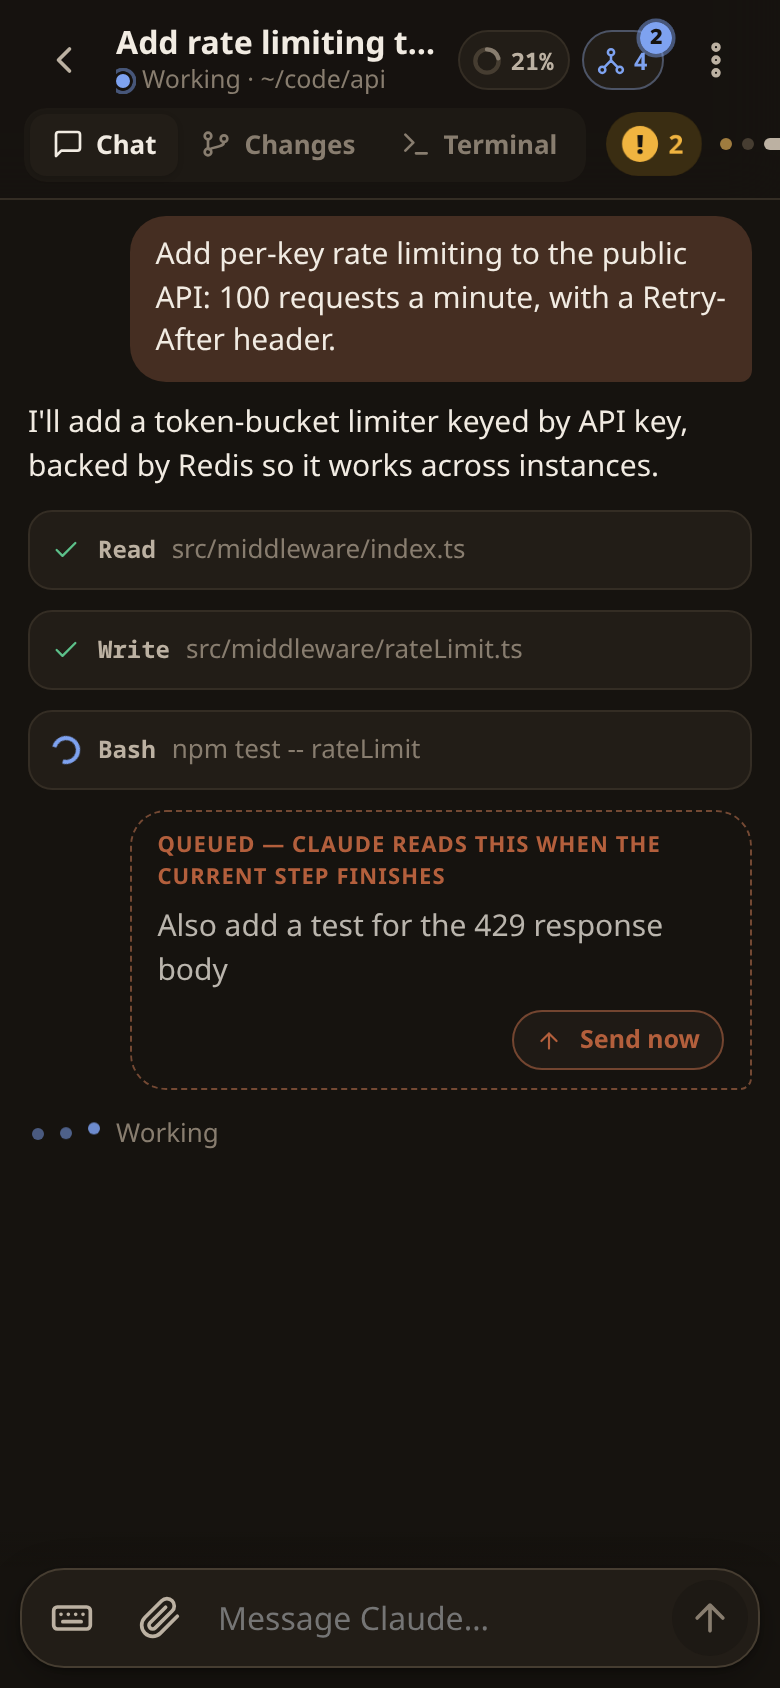 Add rate limiting t...
Working · ~/code/api
21%
4
2
Chat
Changes
Terminal
! 2
Add per-key rate limiting to the public
API: 100 requests a minute, with a Retry-
After header.
I'll add a token-bucket limiter keyed by API key,
backed by Redis so it works across instances.
Read src/middleware/index.ts
Write src/middleware/rateLimit.ts
Bash npm test -- rateLimit
QUEUED — CLAUDE READS THIS WHEN THE
CURRENT STEP FINISHES
Also add a test for the 429 response
body
Send now
Working
Message Claude...